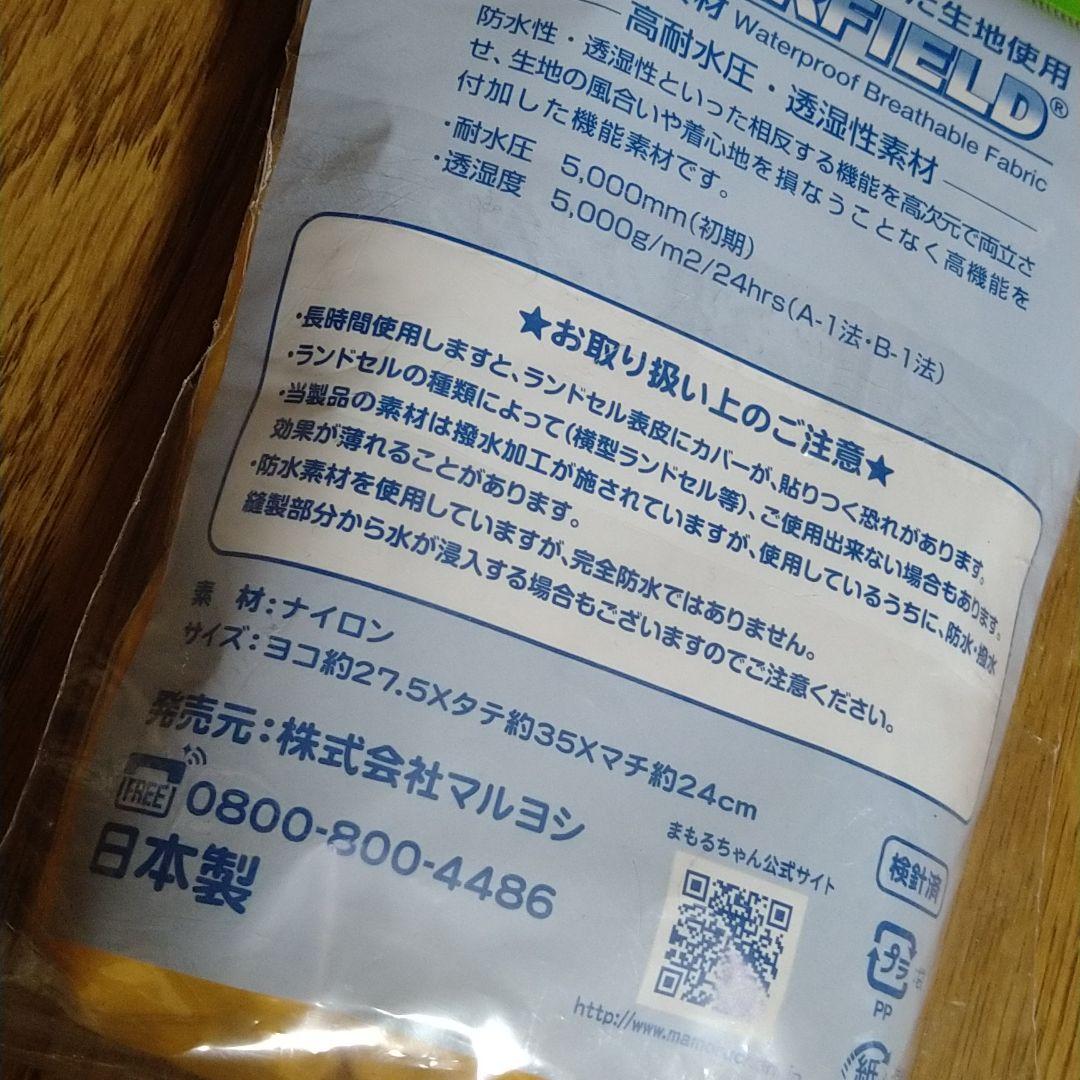 た生地使用
RFIELD®
材 Waterproof Breathable Fabric
高耐水圧・透湿性素材
防水性・透湿性といった相反する機能を高次元で両立さ
せ、生地の風合いや着心地を損なうことなく高機能を
付加した機能素材です。
・耐水圧 5,000mm(初期)
・透湿度 5,000g/m2/24hrs(A-1法・B-1法)
★お取り扱い上のご注意★
・長時間使用しますと、ランドセル表皮にカバーが、貼りつく恐れがあります。
・ランドセルの種類によって(横型ランドセル等)、ご使用出来ない場合もあります。
・当製品の素材は撥水加工が施されていますが、使用しているうちに、防水・撥水
効果が薄れることがあります。
・防水素材を使用していますが、完全防水ではありません。
縫製部分から水が浸入する場合もございますのでご注意ください。
素 材:ナイロン
サイズ:ヨコ約27.5Xタテ約35Xマチ約24cm
発売元:株式会社マルヨシ
FREE 0800-800-4486
日本製
まもるちゃん公式サイト
http://www.mamoruc
検針済
プラ
PP
紙